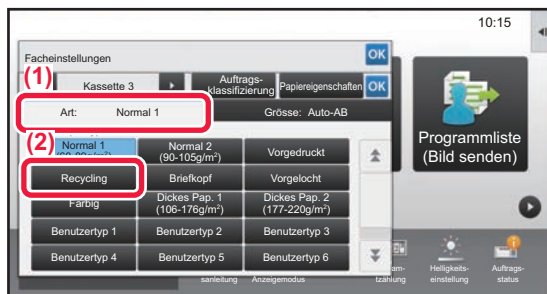 10:15
Facheinstellungen
OK
(1)
Kassette 3
Auftrags-
klassifizierung
Papiereigenschaften
OK
Art: Normal 1
Grösse: Auto-AB
(2)
Normal 1
Normal 2
(90-105g/m²)
Vorgedruckt
Recycling
Briefkopf
Vorgelocht
Farbig
Dickes Pap. 1
(106-176g/m²)
Dickes Pap. 2
(177-220g/m²)
Benutzertyp 1
Benutzertyp 2
Benutzertyp 3
Benutzertyp 4
Benutzertyp 5
Benutzertyp 6
Programmliste
(Bild senden)
sanleitung
Anzeigemodus
tzählung
Helligkeits-
einstellung
Auftrags-
status